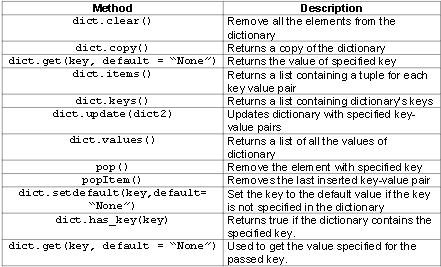 Method Description
dict.clear() Remove all the elements from the
dictionary
dict.copy() Returns a copy of the dictionary
dict.get(key, default = “None”) Returns the value of specified key
dict.items() Returns a list containing a tuple for each
key value pair
dict.keys() Returns a list containing dictionary's keys
dict.update(dict2) Updates dictionary with specified key-
value pairs
dict.values() Returns a list of all the values of
dictionary
pop() Remove the element with specified key
popItem() Removes the last inserted key-value pair
dict.setdefault(key,default= Set the key to the default value if the key
“None”) is not specified in the dictionary
dict.has_key(key) Returns true if the dictionary contains the
specified key.
dict.get(key, default = “None”) Used to get the value specified for the
passed key.